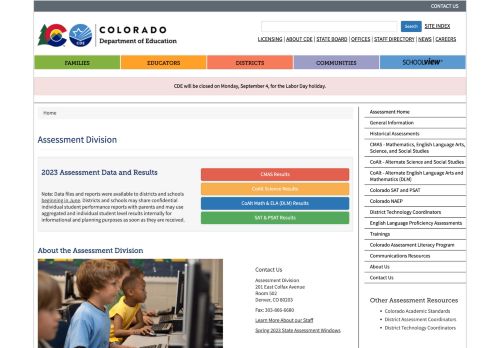 CONTACT US
COLORADO
Department of Education
CDE
Search
SITE INDEX
LICENSING | ABOUT CDE | STATE BOARD | OFFICES | STAFF DIRECTORY | NEWS | CAREERS
FAMILIES
EDUCATORS
DISTRICTS
COMMUNITIES
SCHOOLVIEW
CDE will be closed on Monday, September 4, for the Labor Day holiday.
Home
Assessment Division
2023 Assessment Data and Results
Note: Data files and reports were available to districts and schools
beginning in June. Districts and schools may share confidential
individual student performance reports with parents and may use
aggregated and individual student level results internally for
informational and planning purposes as soon as they are received.
CMAS Results
CoAlt Science Results
CoAlt Math & ELA (DLM) Results
SAT & PSAT Results
About the Assessment Division
Contact Us
Assessment Division
201 East Colfax Avenue
Room 502
Denver, CO 80203
Fax: 303-866-6680
Learn More About our Staff
Spring 2023 State Assessment Windows
Assessment Home
General Information
Historical Assessments
CMAS - Mathematics, English Language Arts,
Science, and Social Studies
CoAlt - Alternate Science and Social Studies
CoAlt - Alternate English Language Arts and
Mathematics (DLM)
Colorado SAT and PSAT
Colorado NAEP
District Technology Coordinators
English Language Proficiency Assessments
Trainings
Colorado Assessment Literacy Program
Communications Resources
About Us
Contact Us
Other Assessment Resources
• Colorado Academic Standards
• District Assessment Coordinators
• District Technology Coordinators